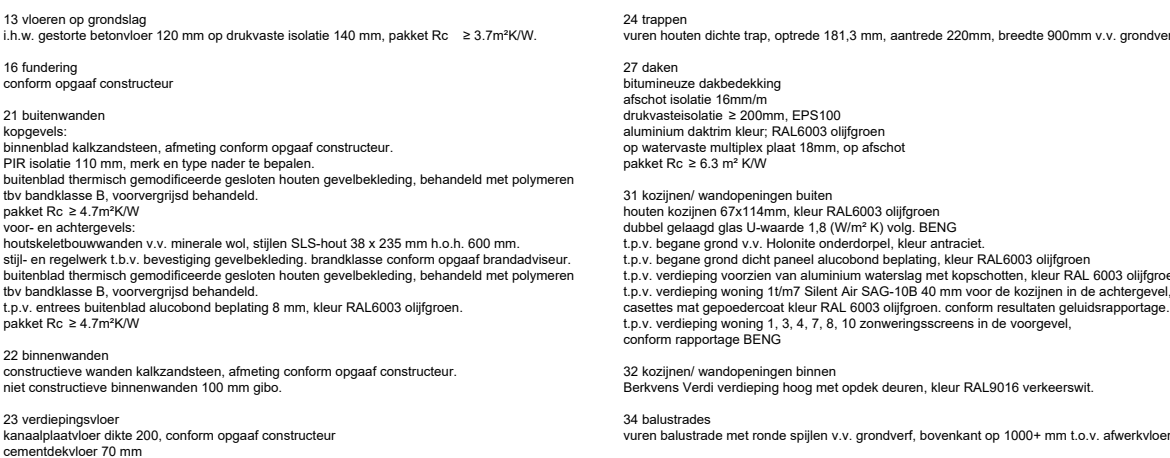 13 vloeren op grondslag
i.h.w. gestorte betonvloer 120 mm op drukvaste isolatie 140 mm, pakket Rc ≥ 3.7m²K/W.

16 fundering
conform opgaaf constructeur

21 buitenwanden
kopgevels:
binnenblad kalkzandsteen, afmeting conform opgaaf constructeur.
PIR isolatie 110 mm, merk en type nader te bepalen.
buitenblad thermisch gemodificeerde gesloten houten gevelbekleding, behandeld met polymeren
tbv bandklasse B, voorvergrijsd behandeld.
pakket Rc ≥ 4.7m²K/W
voor- en achtergevels:
houtskeletbouwwanden v.v. minerale wol, stijlen SLS-hout 38 x 235 mm h.o.h. 600 mm.
stijl- en regelwerk t.b.v. bevestiging gevelbekleding. brandklasse conform opgaaf brandadviseur.
buitenblad thermisch gemodificeerde gesloten houten gevelbekleding, behandeld met polymeren
tbv bandklasse B, voorvergrijsd behandeld.
t.p.v. entrees buitenblad alucobond beplating 8 mm, kleur RAL6003 olijfgroen.
pakket Rc ≥ 4.7m²K/W

22 binnenwanden
constructieve wanden kalkzandsteen, afmeting conform opgaaf constructeur.
niet constructieve binnenwanden 100 mm gibo.

23 verdiepingsvloer
kanaalplaatvloer dikte 200, conform opgaaf constructeur
cementdekvloer 70 mm

24 trappen
vuren houten dichte trap, optrede 181,3 mm, aantrede 220mm, breedte 900mm v.v. grondver

27 daken
bitumineuze dakbedekking
afschot isolatie 16mm/m
drukvasteisolatie ≥ 200mm, EPS100
aluminium daktrim kleur; RAL6003 olijfgroen
op watervaste multiplex plaat 18mm, op afschot
pakket Rc ≥ 6.3 m² K/W

31 kozijnen/ wandopeningen buiten
houten kozijnen 67x114mm, kleur RAL6003 olijfgroen
dubbel gelaagd glas U-waarde 1,8 (W/m² K) volg. BENG
t.p.v. begane grond v.v. Holonite onderdorpel, kleur antraciet.
t.p.v. begane grond dicht paneel alucobond beplating, kleur RAL6003 olijfgroen
t.p.v. verdieping voorzien van aluminium waterslag met kopschotten, kleur RAL 6003 olijfgroe
t.p.v. verdieping woning 1t/m7 Silent Air SAG-10B 40 mm voor de kozijnen in de achtergevel,
casettes mat gepoedercoat kleur RAL 6003 olijfgroen. conform resultaten geluidsrapportage.
t.p.v. verdieping woning 1, 3, 4, 7, 8, 10 zonweringsscreens in de voorgevel,
conform rapportage BENG

32 kozijnen/ wandopeningen binnen
Berkvens Verdi verdieping hoog met opdek deuren, kleur RAL9016 verkeerswit.

34 balustrades
vuren balustrade met ronde spijlen v.v. grondverf, bovenkant op 1000+ mm t.o.v. afwerkvloer